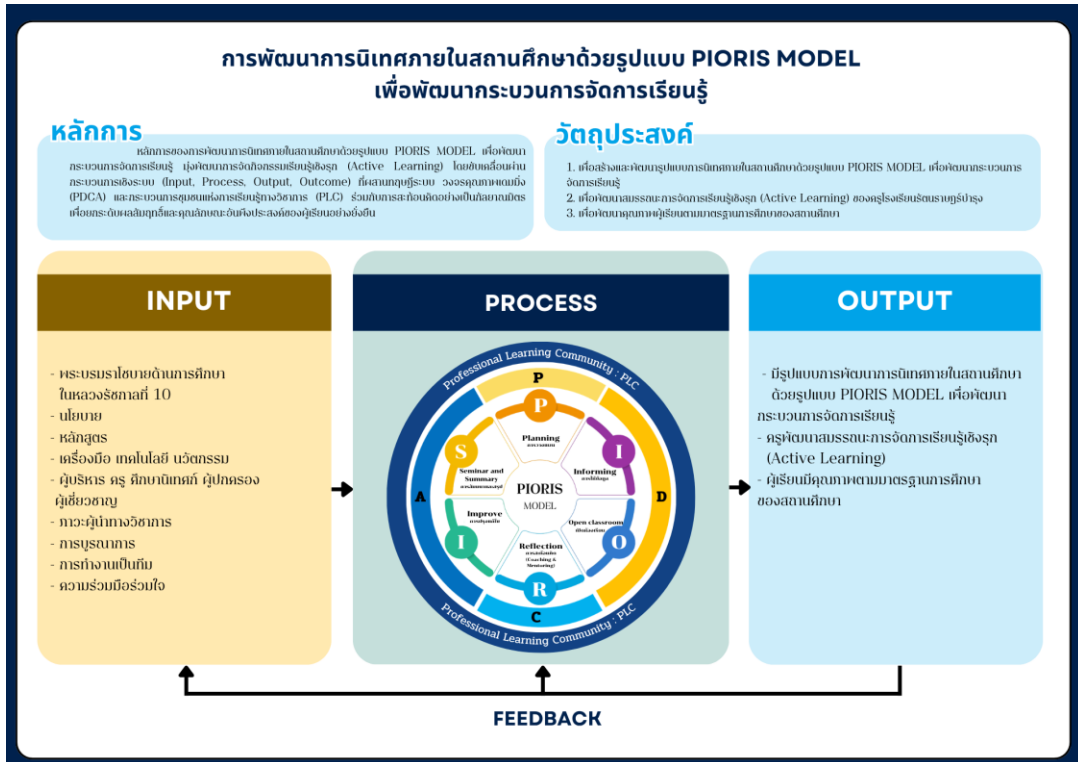 การพัฒนาการนิเทศภายในสถานศึกษาด้วยรูปแบบ PIORIS MODEL
เพื่อพัฒนากระบวนการจัดการเรียนรู้
หลักการ
หลักการของการพัฒนาการนิเทศภายในสถานศึกษาด้วยรูปแบบ PIORIS MODEL เพื่อพัฒนา
กระบวนการจัดการเรียนรู้ มุ่งพัฒนาการจัดกิจกรรมเรียนรู้เชิงรุก (Active Learning) โดยขับเคลื่อนผ่าน
กระบวนการเชิงระบบ (Input, Process, Output, Outcome) ที่ผสานทฤษฎีระบบ วงจรคุณภาพเดมมิ่ง
(PDCA) และกระบวนการชุมชนแห่งการเรียนรู้ทางวิชาการ (PLC) ร่วมกับการสะท้อนคิดอย่างเป็นกัลยาณมิตร
เพื่อยกระดับผลสัมฤทธิ์และคุณลักษณะอันพึงประสงค์ของผู้เรียนอย่างยั่งยืน
วัตถุประสงค์
1. เพื่อสร้างและพัฒนารูปแบบการนิเทศภายในสถานศึกษาด้วยรูปแบบ PIORIS MODEL เพื่อพัฒนากระบวนการ
จัดการเรียนรู้
2. เพื่อพัฒนาสมรรถนะการจัดการเรียนรู้เชิงรุก (Active Learning) ของครูโรงเรียนรัตนราษฎร์บำรุง
3. เพื่อพัฒนาคุณภาพผู้เรียนตามมาตรฐานการศึกษาของสถานศึกษา
INPUT
- พระบรมราโชบายด้านการศึกษา
ในหลวงรัชกาลที่ 10
- นโยบาย
- หลักสูตร
- เครื่องมือ เทคโนโลยี นวัตกรรม
- ผู้บริหาร ครู ศึกษานิเทศก์ ผู้ปกครอง
ผู้เชี่ยวชาญ
- ภาวะผู้นำทางวิชาการ
- การบูรณาการ
- การทำงานเป็นทีม
- ความร่วมมือร่วมใจ
PROCESS
Professional Learning Community : PLC
P
P
S
I
Planning
Seminar and
Summary
Informing
A
PIORIS
MODEL
D
Improve
Open classroom
I
O
Reflection
(Coaching &
Mentoring)
R
C
Professional Learning Community : PLC
OUTPUT
- มีรูปแบบการพัฒนาการนิเทศภายในสถานศึกษา
ด้วยรูปแบบ PIORIS MODEL เพื่อพัฒนา
กระบวนการจัดการเรียนรู้
- ครูพัฒนาสมรรถนะการจัดการเรียนรู้เชิงรุก
(Active Learning)
- ผู้เรียนมีคุณภาพตามมาตรฐานการศึกษา
ของสถานศึกษา
FEEDBACK